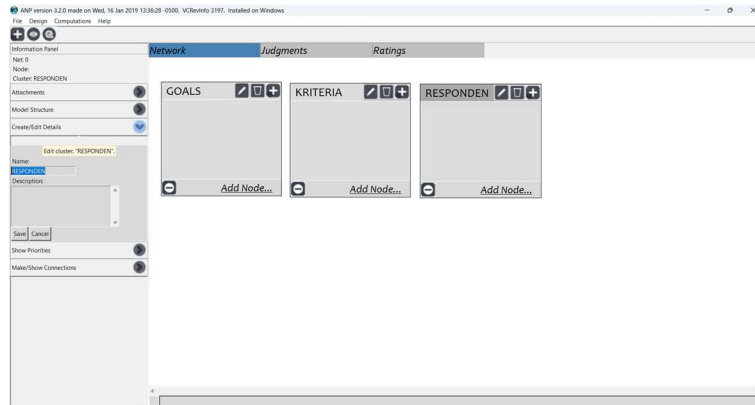 ANP version 3.2.0 made on Wed, 16 Jan 2019 13:36:28 -0500. VCRevInfo 3197. Installed on Windows
File Design Computations Help
Information Panel
Net: 0
Node:
Cluster: RESPONDEN
Attachments
Model Structure
Create/Edit Details
Edit cluster: "RESPONDEN".
Name:
RESPONDEN
Description:
Save Cancel
Show Priorities
Make/Show Connections
Network Judgments Ratings
GOALS
Add Node...
KRITERIA
Add Node...
RESPONDEN
Add Node...